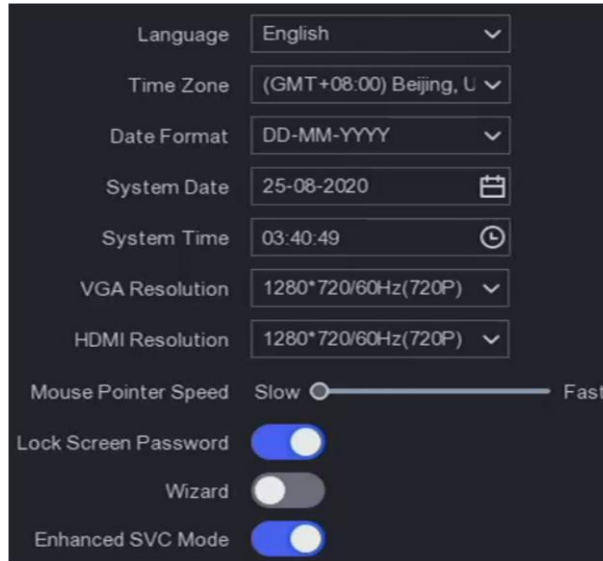 Language English
Time Zone (GMT+08:00) Beijing, U
Date Format DD-MM-YYYY
System Date 25-08-2020
System Time 03:40:49
VGA Resolution 1280*720/60Hz(720P)
HDMI Resolution 1280*720/60Hz(720P)
Mouse Pointer Speed Slow Fast
Lock Screen Password
Wizard
Enhanced SVC Mode